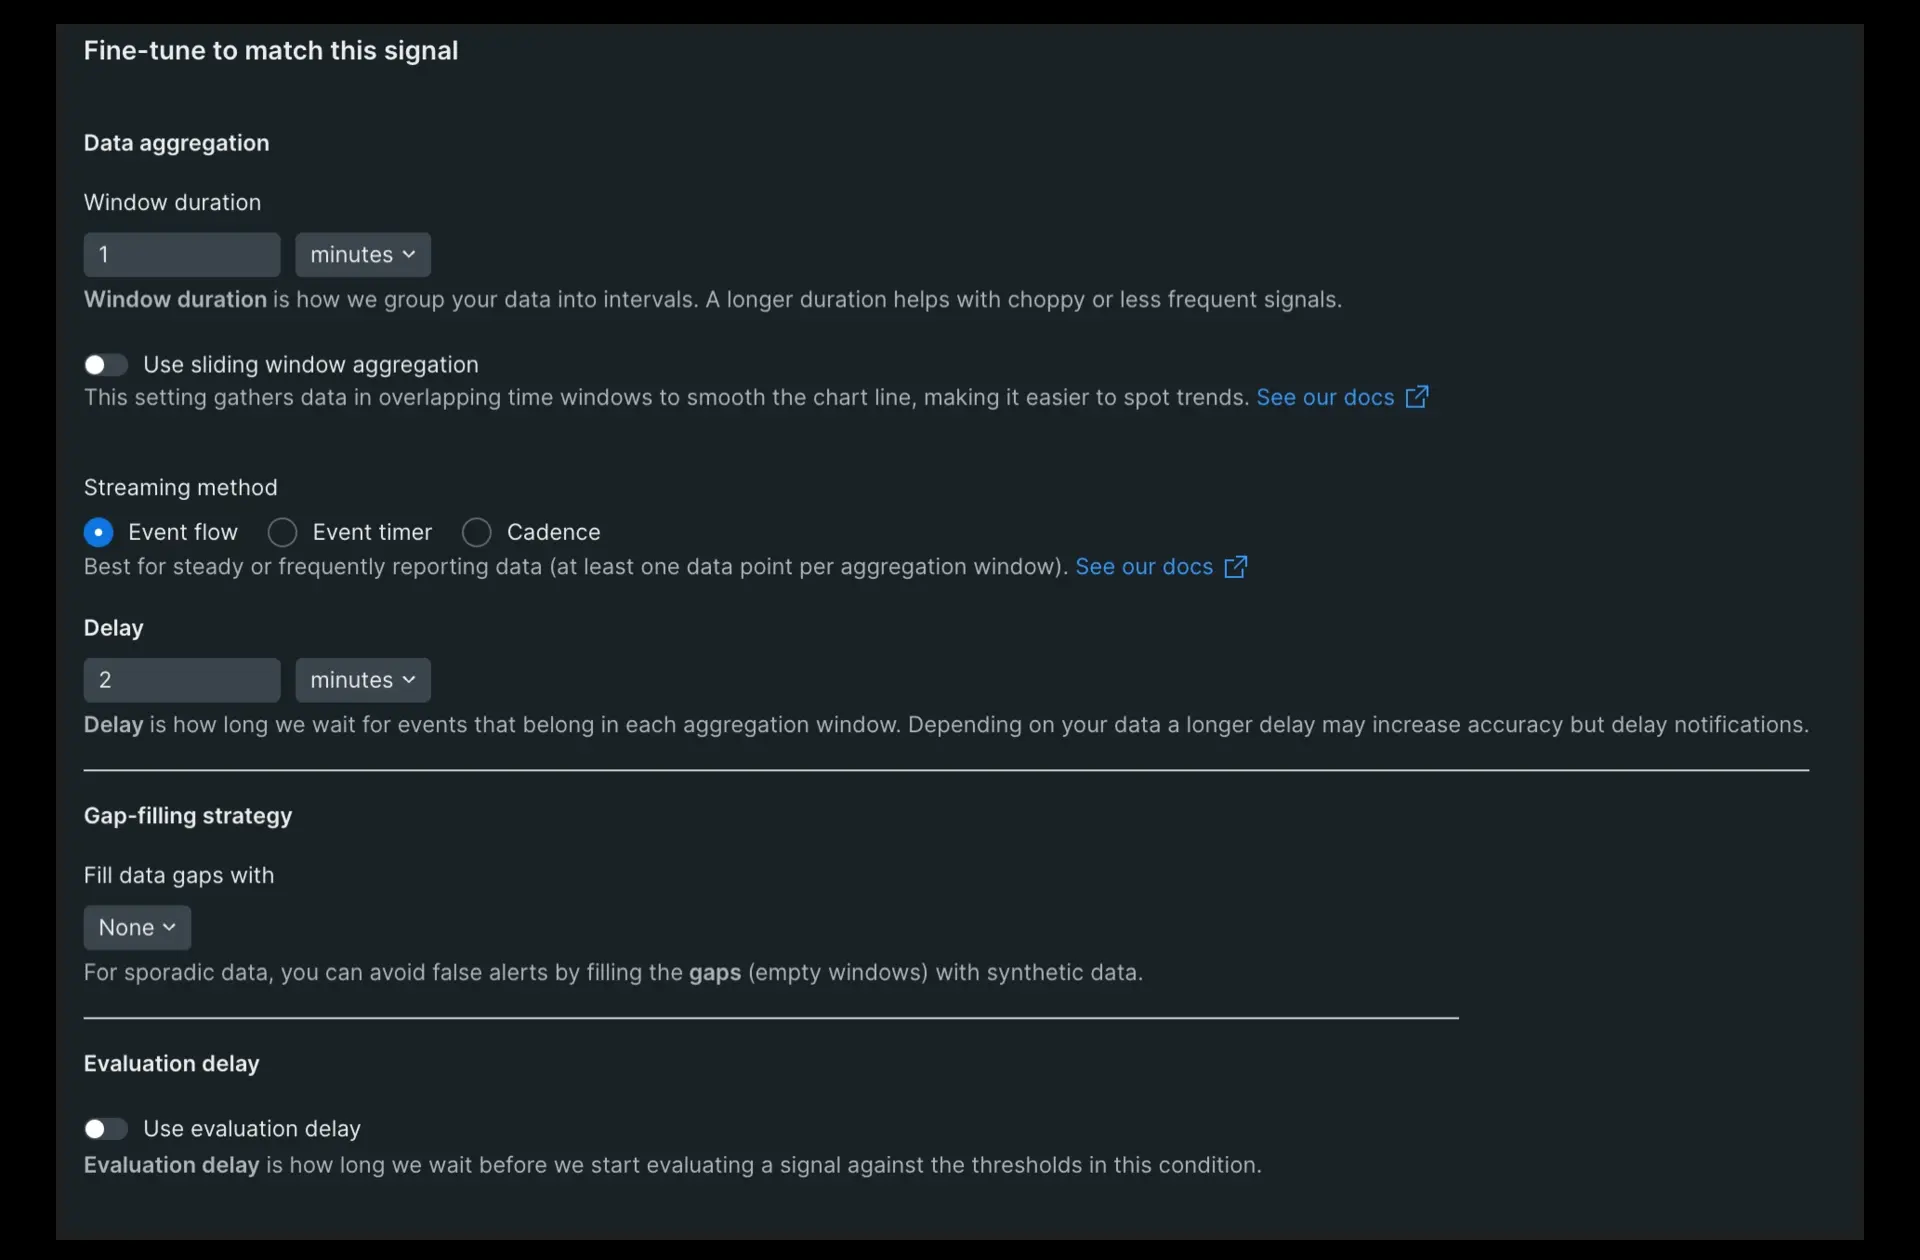 Fine-tune to match this signal
Data aggregation
Window duration
1 minutes
Window duration is how we group your data into intervals. A longer duration helps with choppy or less frequent signals.
Use sliding window aggregation
This setting gathers data in overlapping time windows to smooth the chart line, making it easier to spot trends. See our docs
Streaming method
Event flow Event timer Cadence
Best for steady or frequently reporting data (at least one data point per aggregation window). See our docs
Delay
2 minutes
Delay is how long we wait for events that belong in each aggregation window. Depending on your data a longer delay may increase accuracy but delay notifications.
Gap-filling strategy
Fill data gaps with
None
For sporadic data, you can avoid false alerts by filling the gaps (empty windows) with synthetic data.
Evaluation delay
Use evaluation delay
Evaluation delay is how long we wait before we start evaluating a signal against the thresholds in this condition.